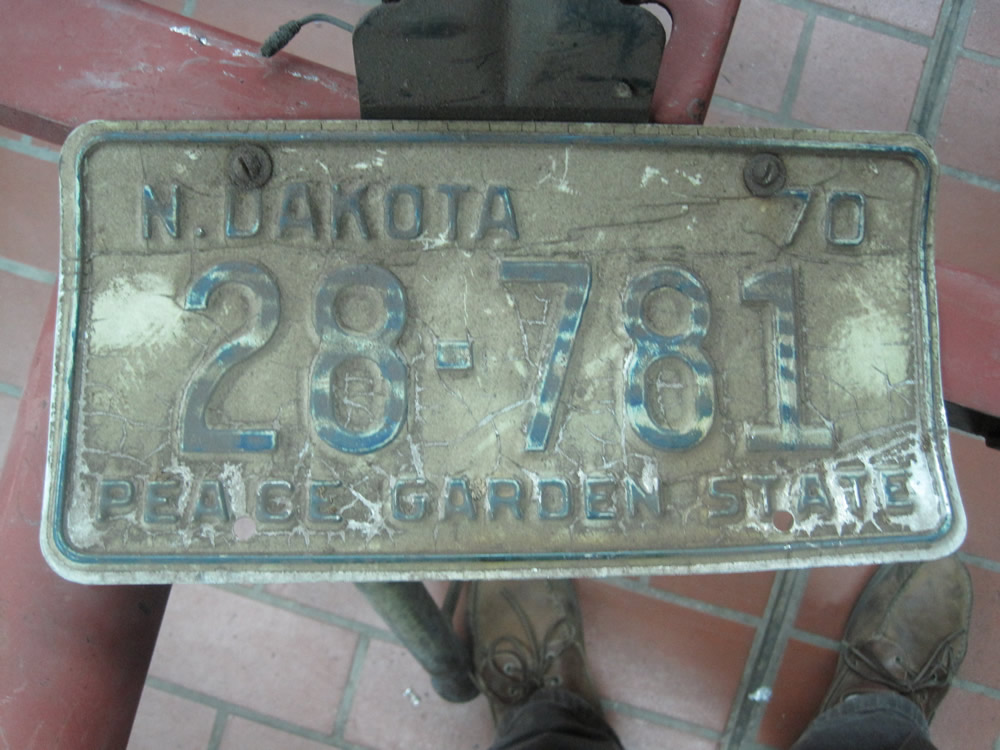 N.DAKOTA 70
28-781
PEACE GARDEN STATE